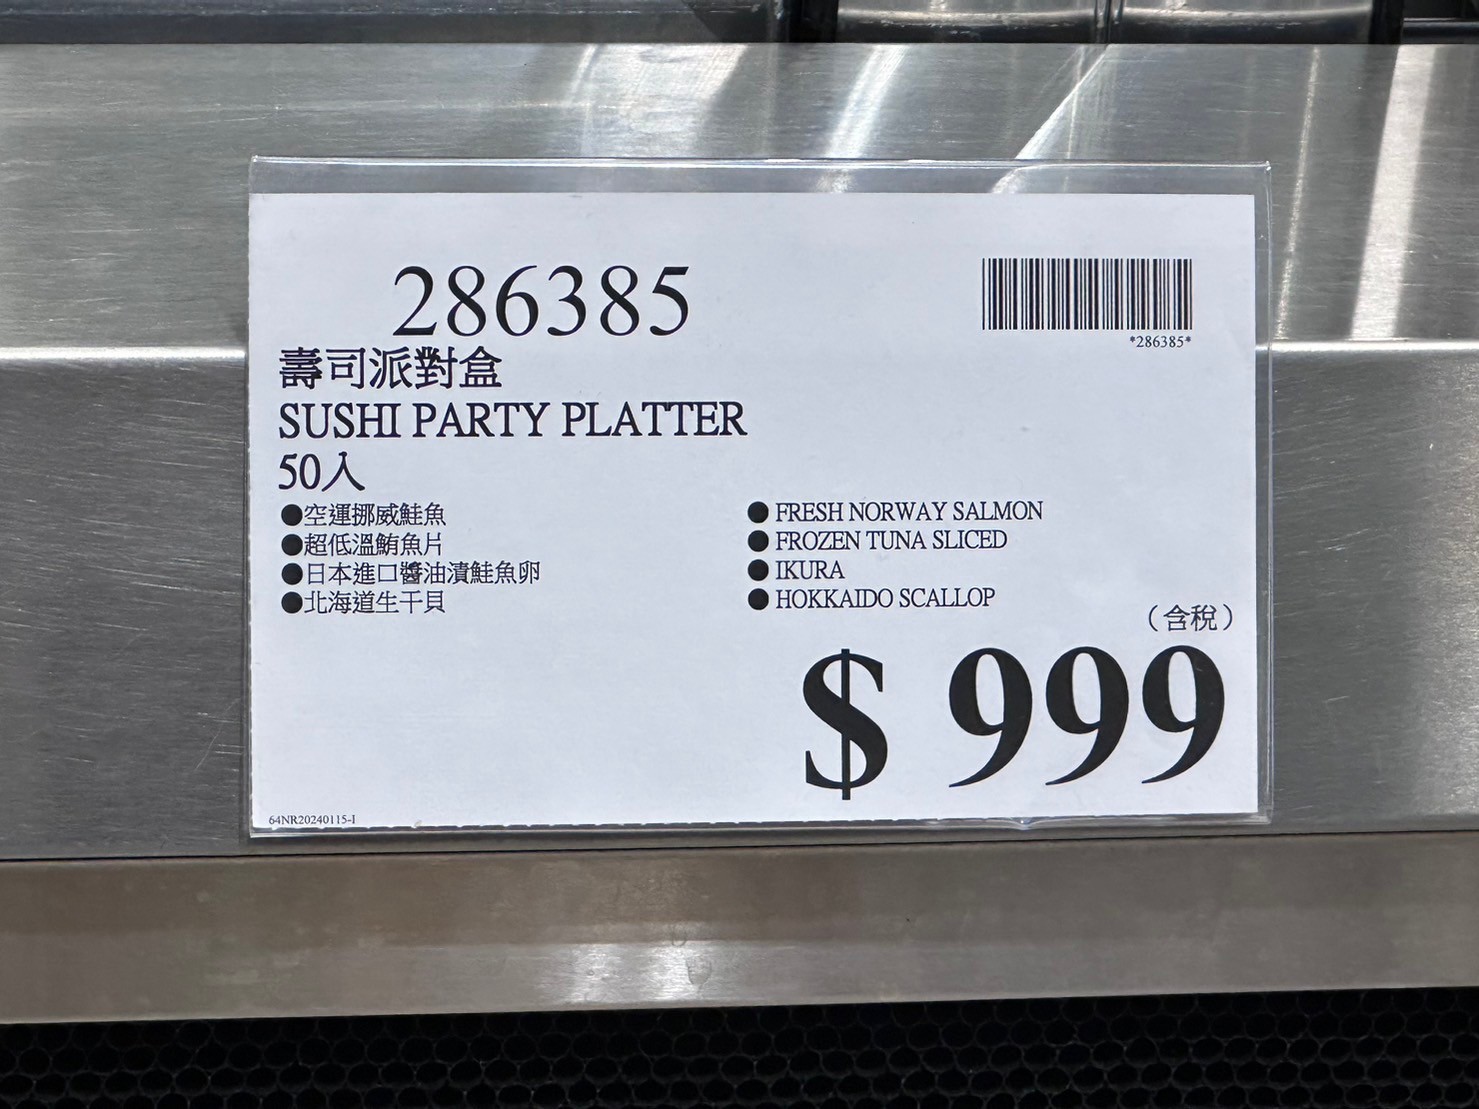 286385
*286385*
壽司派對盒
SUSHI PARTY PLATTER
50入
●空運挪威鮭魚
●超低溫鮪魚片
●日本進口醬油漬鮭魚卵
●北海道生干貝
● FRESH NORWAY SALMON
● FROZEN TUNA SLICED
● IKURA
● HOKKAIDO SCALLOP
（含稅）
$ 999
64NR20240115-I